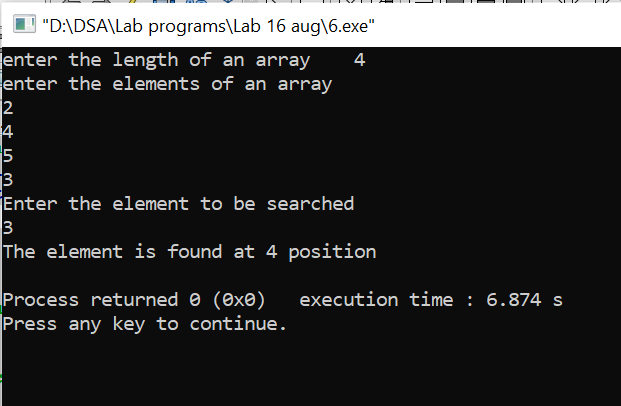 "D:\DSA\Lab programs\Lab 16 aug\6.exe"
enter the length of an array    4
enter the elements of an array
2
4
5
3
Enter the element to be searched
3
The element is found at 4 position
Process returned 0 (0x0)   execution time : 6.874 s
Press any key to continue.